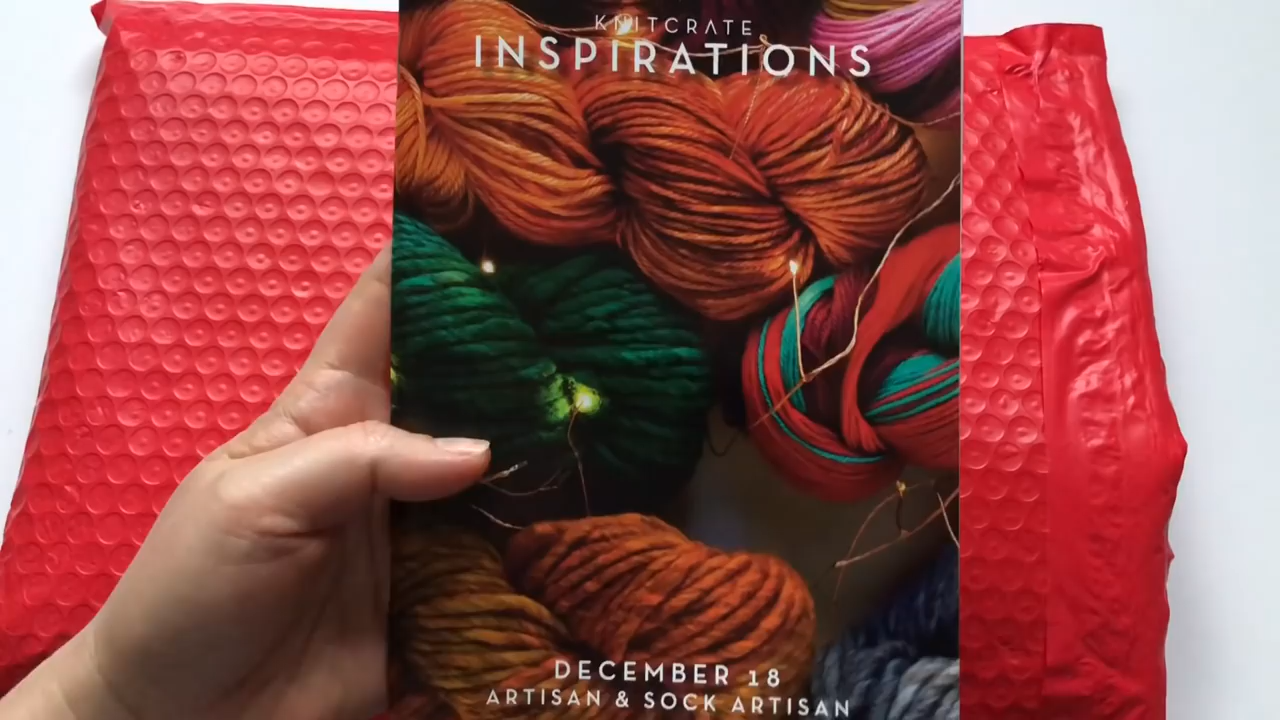 KNITCRATE
INSPIRATIONS
DECEMBER 18
ARTISAN & SOCK ARTISAN